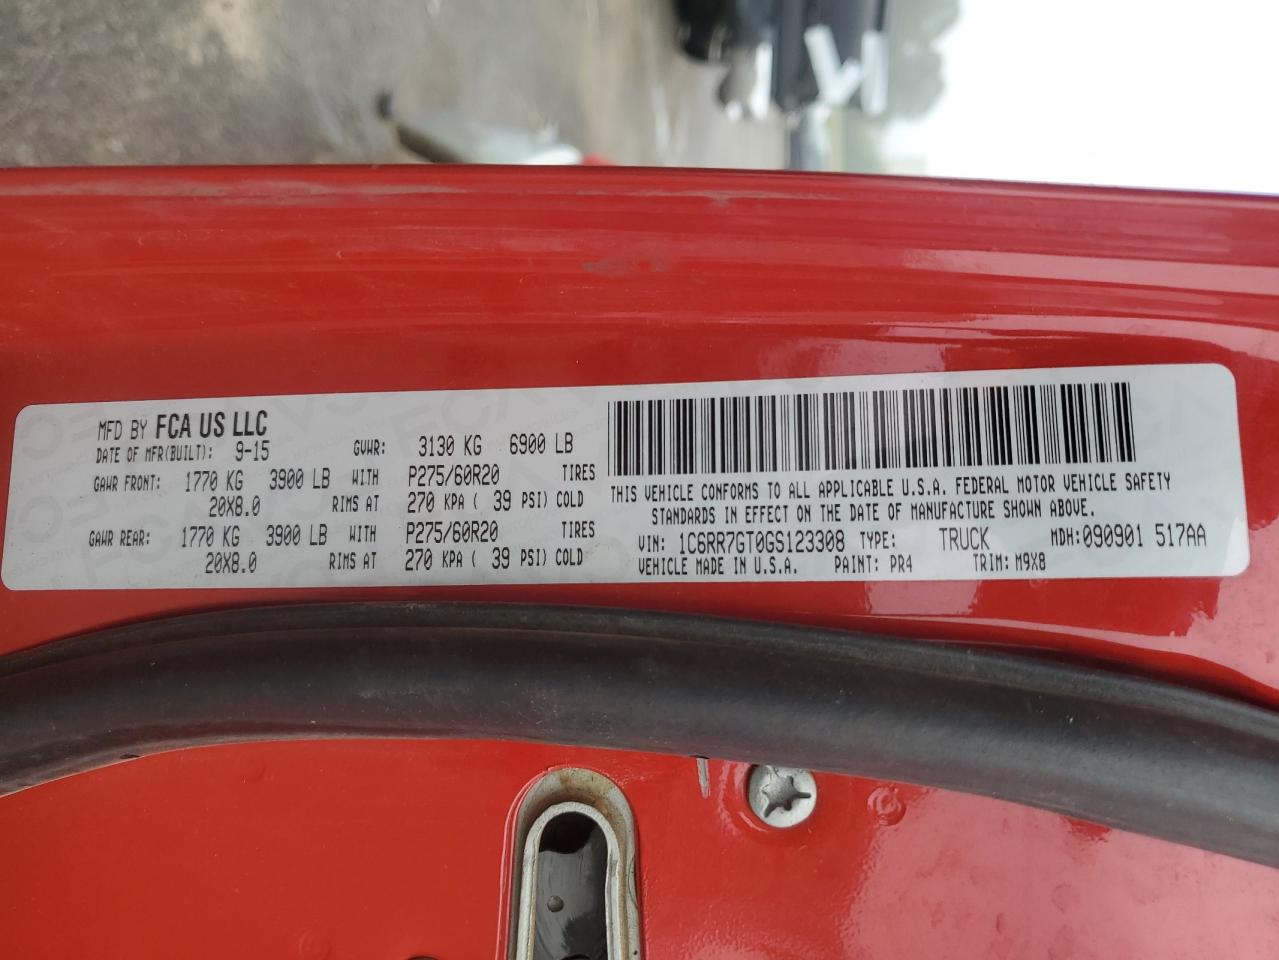 MFD BY FCA US LLC
DATE OF MFR(BUILT): 9-15 GVWR: 3130 KG 6900 LB
GAWR FRONT: 1770 KG 3900 LB WITH P275/60R20 TIRES
20X8.0 RIMS AT 270 KPA ( 39 PSI) COLD
GAWR REAR: 1770 KG 3900 LB WITH P275/60R20 TIRES
20X8.0 RIMS AT 270 KPA ( 39 PSI) COLD
THIS VEHICLE CONFORMS TO ALL APPLICABLE U.S.A. FEDERAL MOTOR VEHICLE SAFETY
STANDARDS IN EFFECT ON THE DATE OF MANUFACTURE SHOWN ABOVE.
VIN: 1C6RR7GT0GS123308 TYPE: TRUCK MDH:090901 517AA
VEHICLE MADE IN U.S.A. PAINT: PR4 TRIM: M9X8